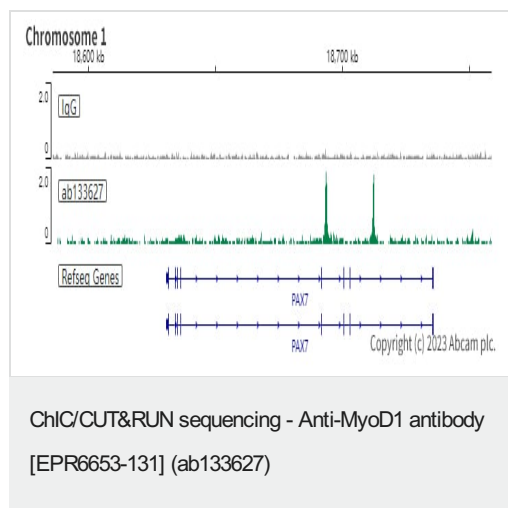 Chromosome 1
18,600 kb 18,700 kb
2.0
IgG
0
2.0
ab133627
0
Refseq Genes
PAX7
PAX7
Copyright (c) 2023 Abcam plc.
ChIC/CUT&RUN sequencing - Anti-MyoD1 antibody
[EPR6653-131] (ab133627)